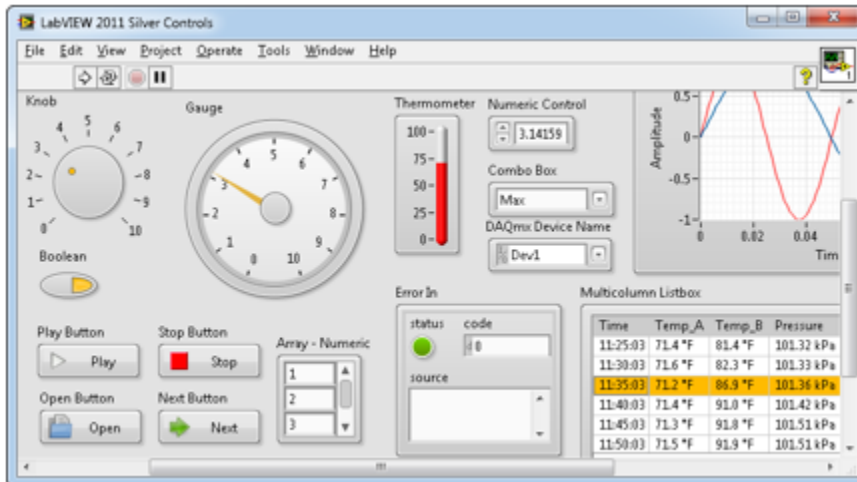 LabVIEW 2011 Silver Controls
File Edit View Project Operate Tools Window Help
?
1
Knob
0 1 2 3 4 5 6 7 8 9 10
Gauge
0 1 2 3 4 5 6 7 8 9 10
Thermometer
100
75
50
25
0
Numeric Control
3.14159
Combo Box
Max
DAQmx Device Name
Dev1
Amplitude
0.5
0
-0.5
-1
0 0.02 0.04
Tim
Boolean
Play Button
Play
Stop Button
Stop
Open Button
Open
Next Button
Next
Array - Numeric
1
2
3
Error In
status code
0
source
Multicolumn Listbox
Time Temp_A Temp_B Pressure
11:25:03 71.4 °F 81.4 °F 101.32 kPa
11:30:03 71.6 °F 82.3 °F 101.33 kPa
11:35:03 71.2 °F 86.9 °F 101.36 kPa
11:40:03 71.4 °F 91.0 °F 101.42 kPa
11:45:03 71.3 °F 91.8 °F 101.51 kPa
11:50:03 71.5 °F 91.9 °F 101.51 kPa